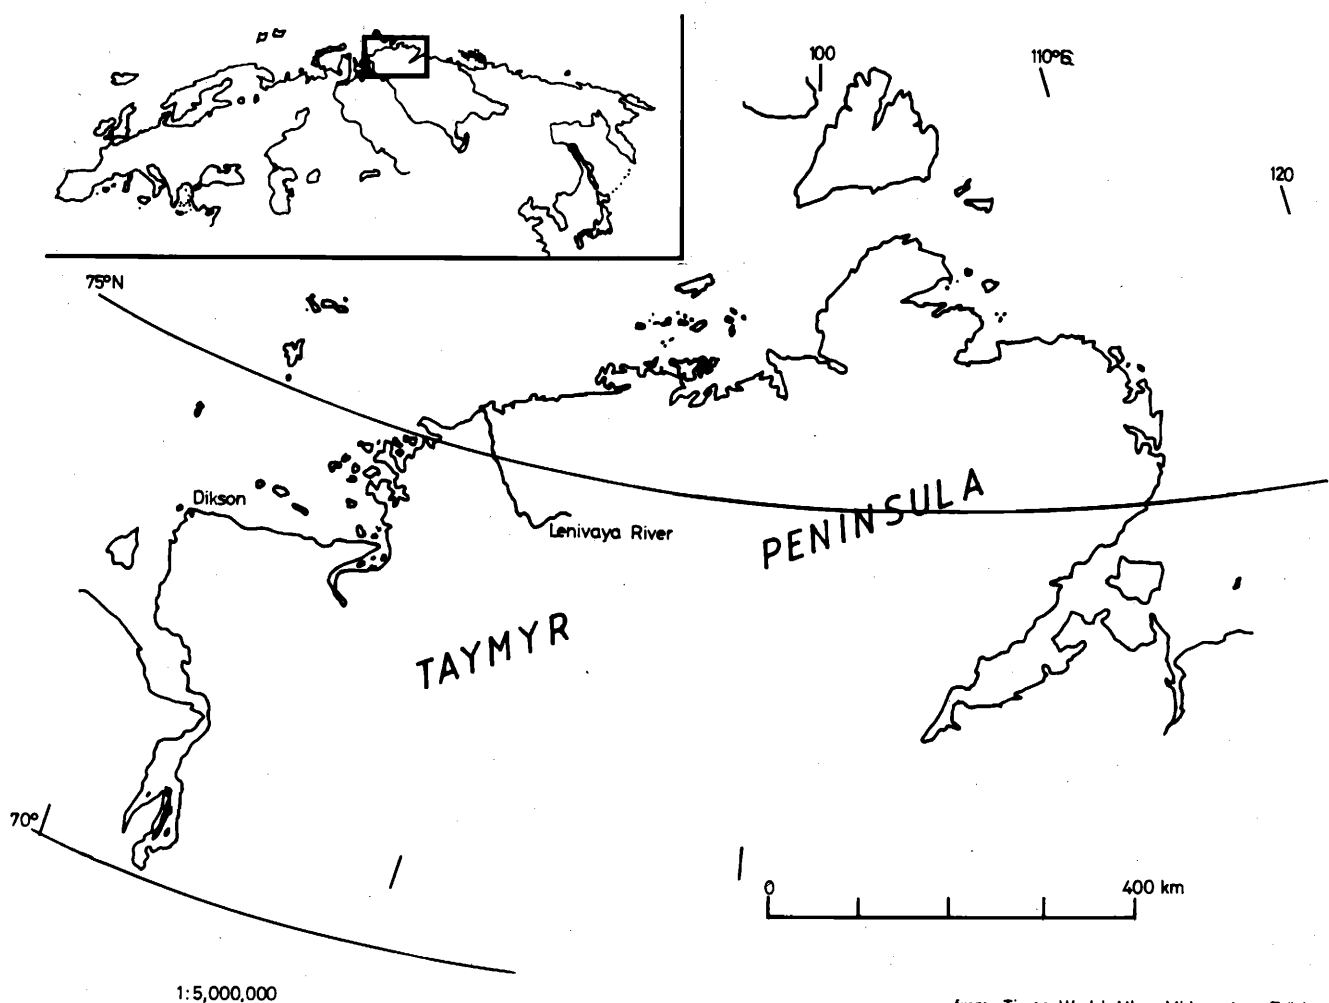 100
110°E
120
75°N
Dikson
Lenivaya River
PENINSULA
TAYMYR
70°
0 400 km
1:5,000,000